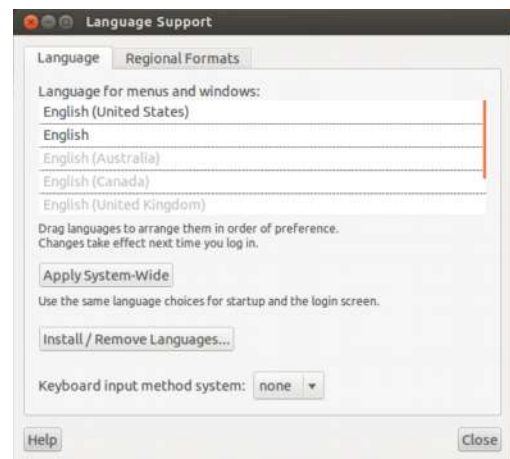 Language Support
Language Regional Formats
Language for menus and windows:
English (United States)
English
English (Australia)
English (Canada)
English (United Kingdom)
Drag languages to arrange them in order of preference.
Changes take effect next time you log in.
Apply System-Wide
Use the same language choices for startup and the login screen.
Install / Remove Languages...
Keyboard input method system: none
Help Close